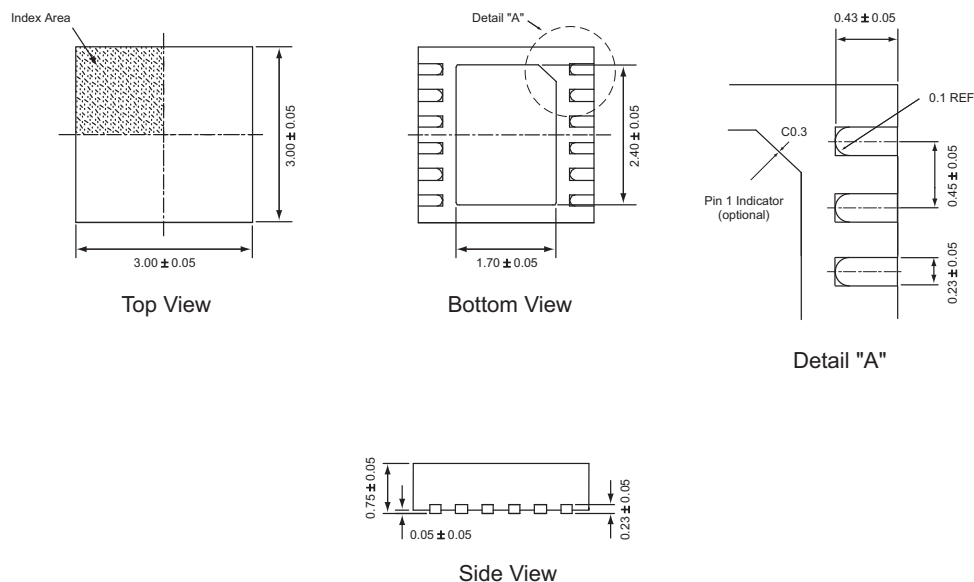 Index Area
3.00 ± 0.05
3.00 ± 0.05
Top View
Detail "A"
2.40 ± 0.05
1.70 ± 0.05
Bottom View
0.43 ± 0.05
0.1 REF
C0.3
0.45 ± 0.05
Pin 1 Indicator
(optional)
0.23 ± 0.05
Detail "A"
0.75 ± 0.05
0.05 ± 0.05
0.23 ± 0.05
Side View